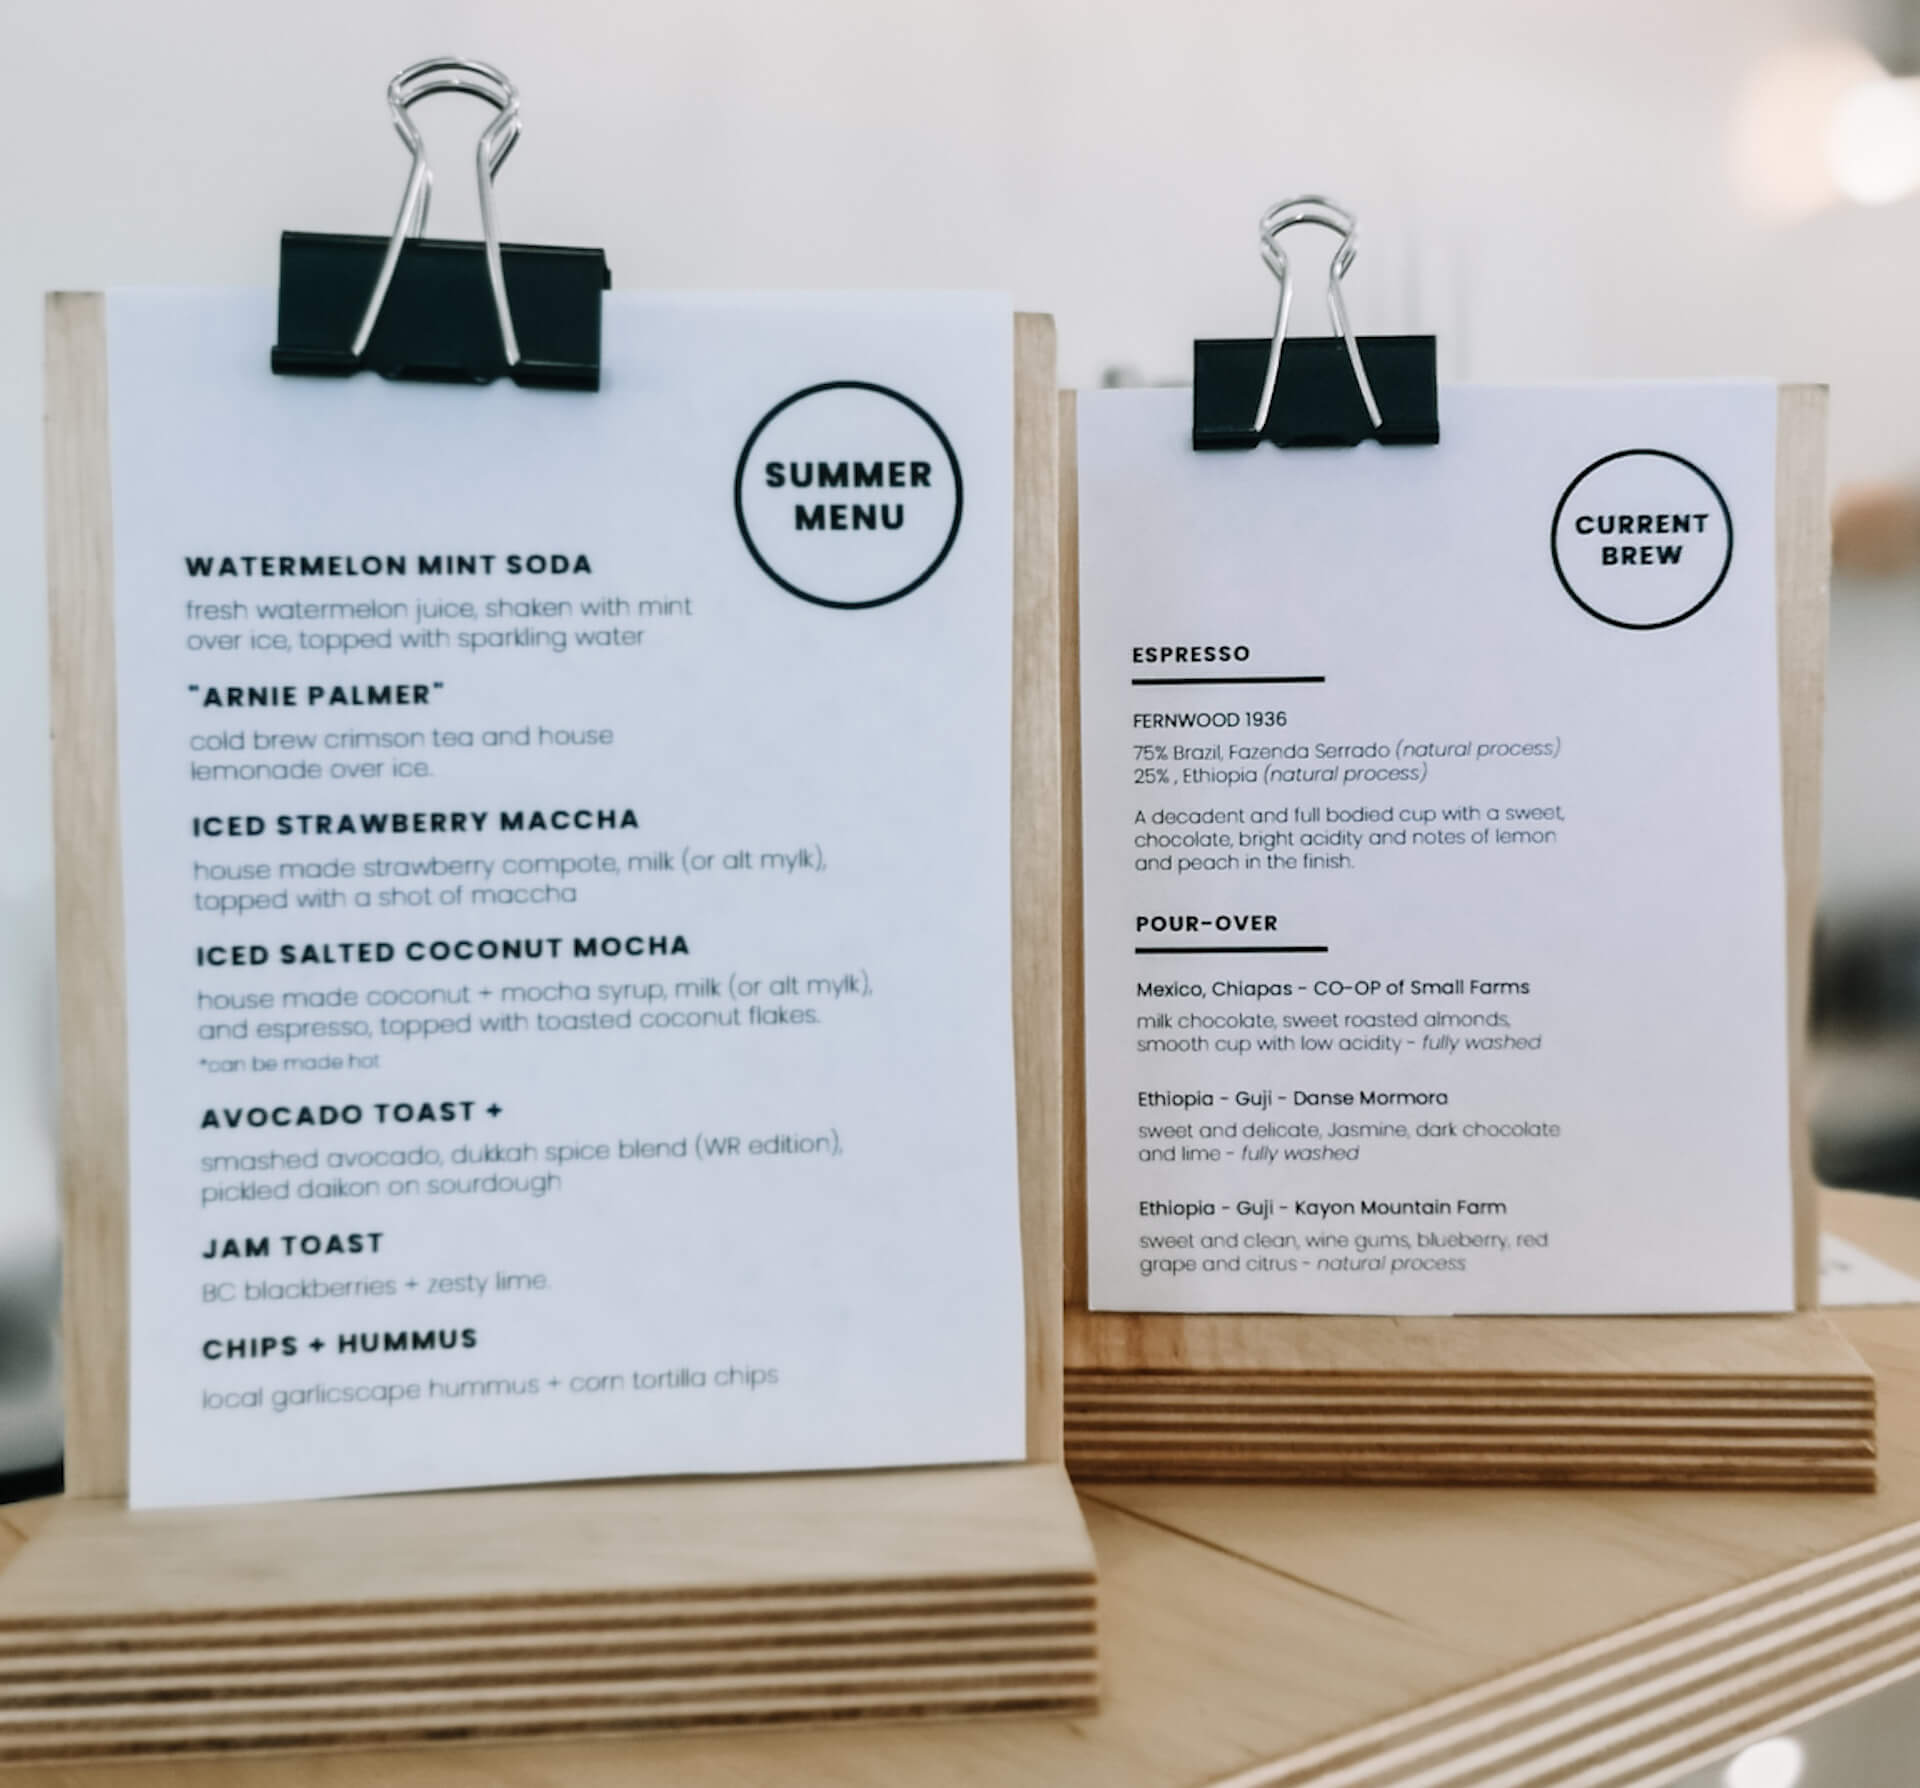 SUMMER
MENU
WATERMELON MINT SODA
fresh watermelon juice, shaken with mint
over ice, topped with sparkling water
"ARNIE PALMER"
cold brew crimson tea and house
lemonade over ice.
ICED STRAWBERRY MACCHA
house made strawberry compote, milk (or alt mylk),
topped with a shot of maccha
ICED SALTED COCONUT MOCHA
house made coconut + mocha syrup, milk (or alt mylk),
and espresso, topped with toasted coconut flakes.
*can be made hot
AVOCADO TOAST +
smashed avocado, dukkah spice blend (WR edition),
pickled daikon on sourdough
JAM TOAST
BC blackberries + zesty lime.
CHIPS + HUMMUS
local garlicscape hummus + corn tortilla chips
CURRENT
BREW
ESPRESSO
FERNWOOD 1936
75% Brazil, Fazenda Serrado (natural process)
25% , Ethiopia (natural process)
A decadent and full bodied cup with a sweet,
chocolate, bright acidity and notes of lemon
and peach in the finish.
POUR-OVER
Mexico, Chiapas - CO-OP of Small Farms
milk chocolate, sweet roasted almonds,
smooth cup with low acidity - fully washed
Ethiopia - Guji - Danse Mormora
sweet and delicate, Jasmine, dark chocolate
and lime - fully washed
Ethiopia - Guji - Kayon Mountain Farm
sweet and clean, wine gums, blueberry, red
grape and citrus - natural process